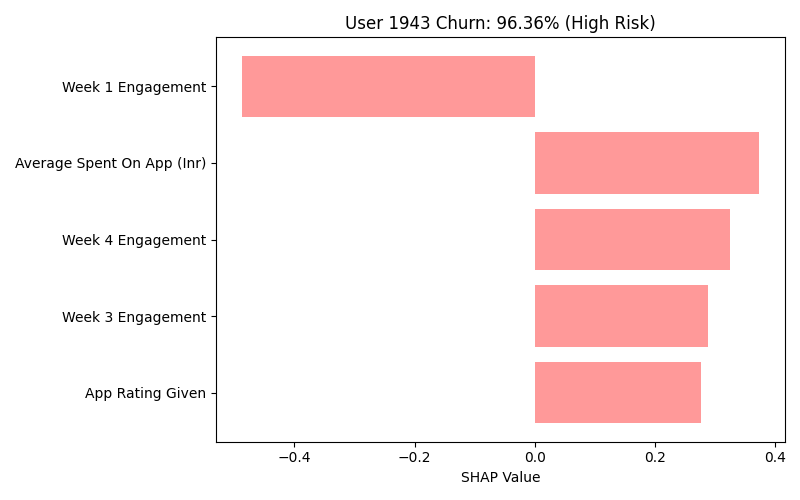 User 1943 Churn: 96.36% (High Risk)
Week 1 Engagement
Average Spent On App (Inr)
Week 4 Engagement
Week 3 Engagement
App Rating Given
−0.4 −0.2 0.0 0.2 0.4
SHAP Value